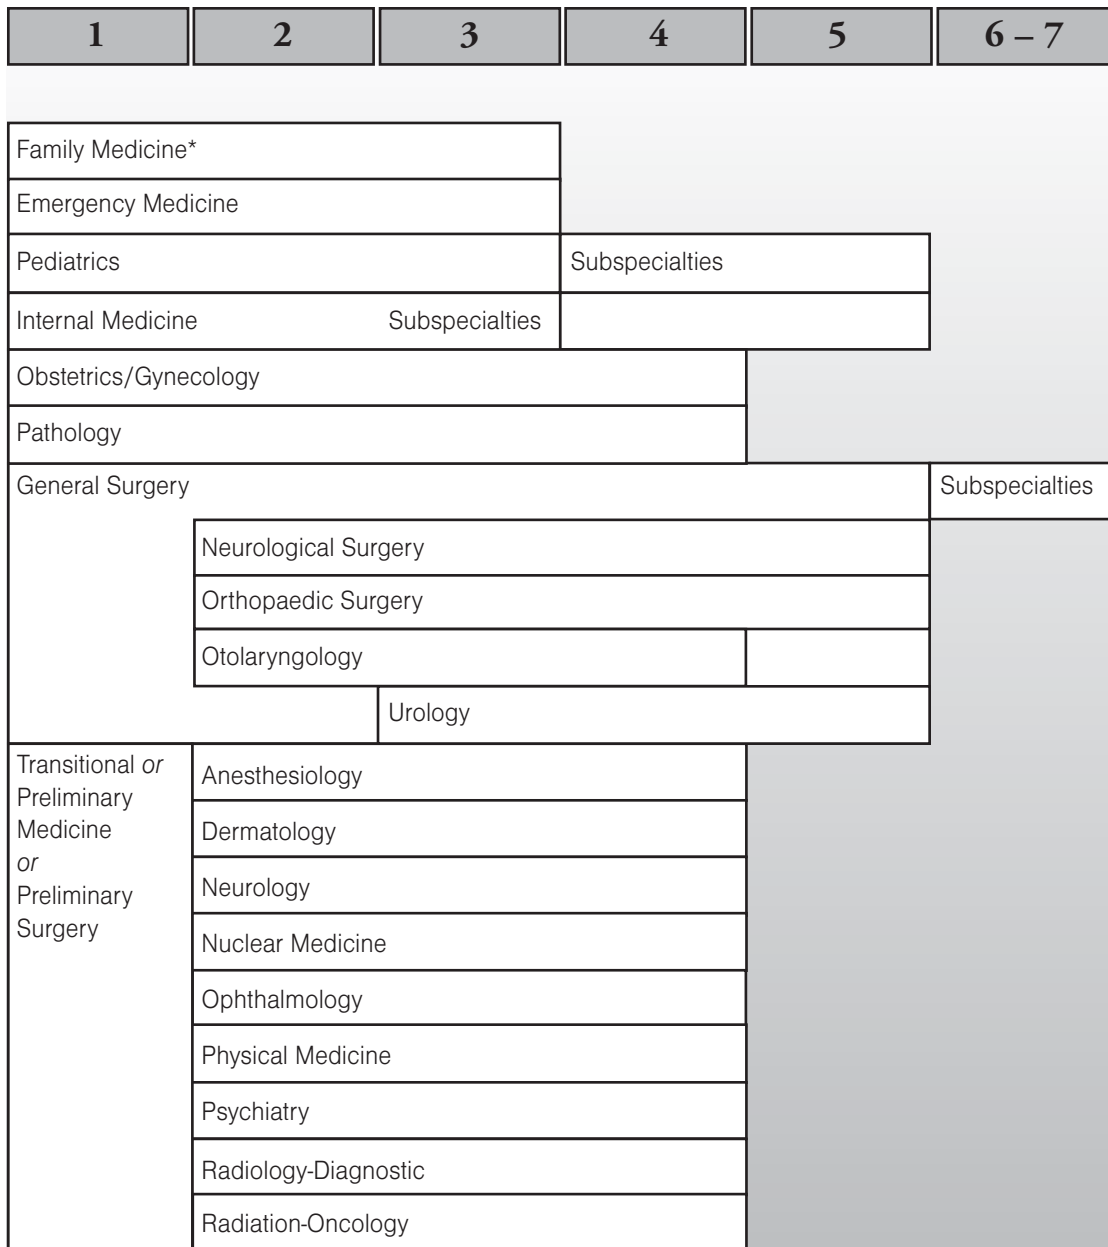 1 2 3 4 5 6 – 7
Family Medicine*
Emergency Medicine
Pediatrics Subspecialties
Internal Medicine Subspecialties
Obstetrics/Gynecology
Pathology
General Surgery Subspecialties
Neurological Surgery
Orthopaedic Surgery
Otolaryngology
Urology
Transitional or
Preliminary
Medicine
or
Preliminary
Surgery
Anesthesiology
Dermatology
Neurology
Nuclear Medicine
Ophthalmology
Physical Medicine
Psychiatry
Radiology-Diagnostic
Radiation-Oncology